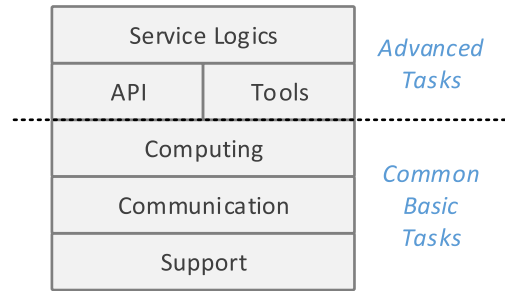 Service Logics
API
Tools
Computing
Communication
Support
Advanced
Tasks
Common
Basic
Tasks